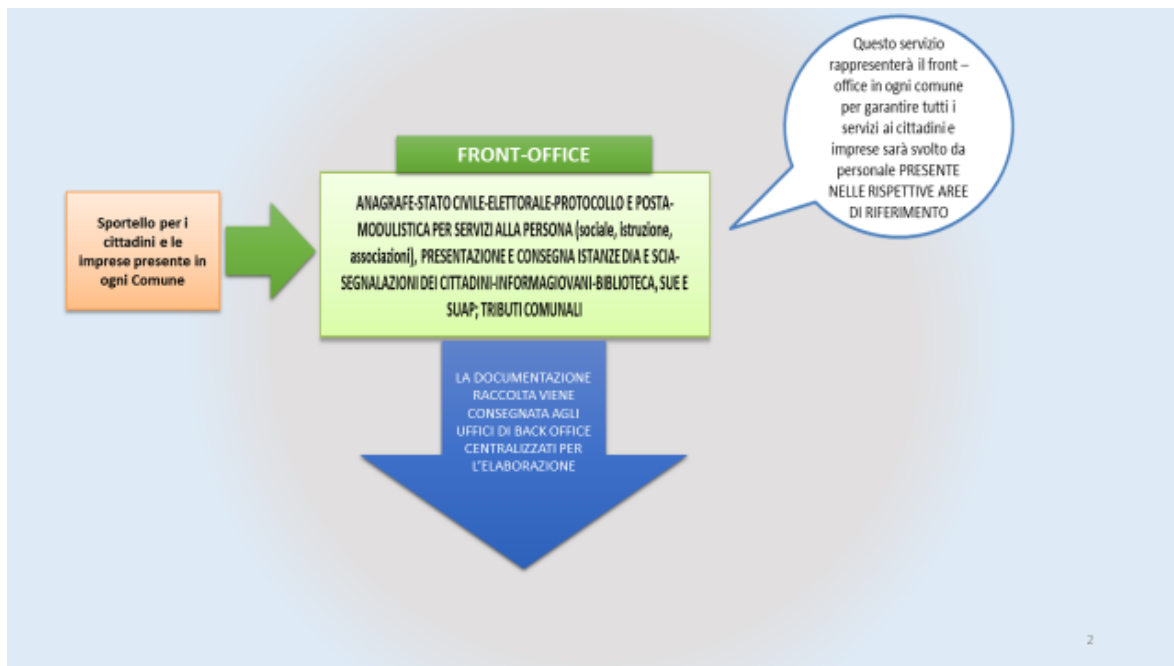 Questo servizio
rappresenterà il front –
office in ogni comune
per garantire tutti i
servizi ai cittadini e
imprese sarà svolto da
personale PRESENTE
NELLE RISPETTIVE AREE
DI RIFERIMENTO
FRONT-OFFICE
Sportello per i
cittadini e le
imprese presente in
ogni Comune
ANAGRAFE-STATO CIVILE-ELETTORALE-PROTOCOLLO E POSTA-
MODULISTICA PER SERVIZI ALLA PERSONA (sociale, istruzione,
associazioni), PRESENTAZIONE E CONSEGNA ISTANZE DIA E SCIA-
SEGNALAZIONI DEI CITTADINI-INFORMAGIOVANI-BIBLIOTECA, SUE E
SUAP; TRIBUTI COMUNALI
LA DOCUMENTAZIONE
RACCOLTA VIENE
CONSEGNATA AGLI
UFFICI DI BACK OFFICE
CENTRALIZZATI PER
L'ELABORAZIONE
2